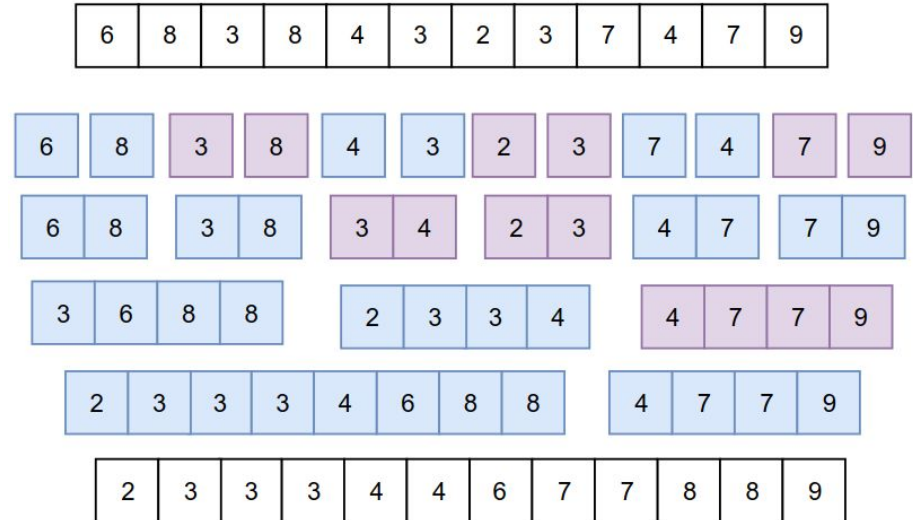 6 8 3 8 4 3 2 3 7 4 7 9
6 8 3 8 4 3 2 3 7 4 7 9
6 8 3 8 3 4 2 3 4 7 7 9
3 6 8 8 2 3 3 4 4 7 7 9
2 3 3 3 4 6 8 8 4 7 7 9
2 3 3 3 4 4 6 7 7 8 8 9